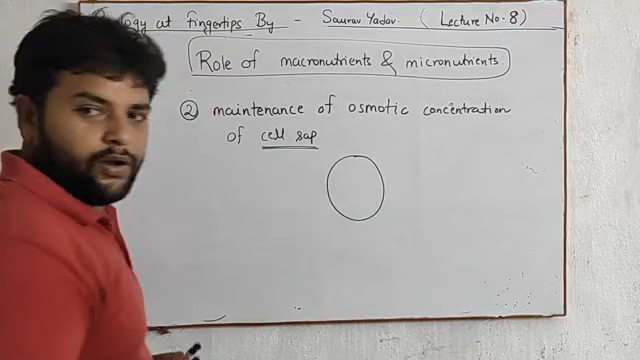 Biology at fingertips By - Saurav Yadav. ( Lecture No. 8 )
Role of macronutrients & micronutrients.
② maintenance of osmotic concentration
of cell sap